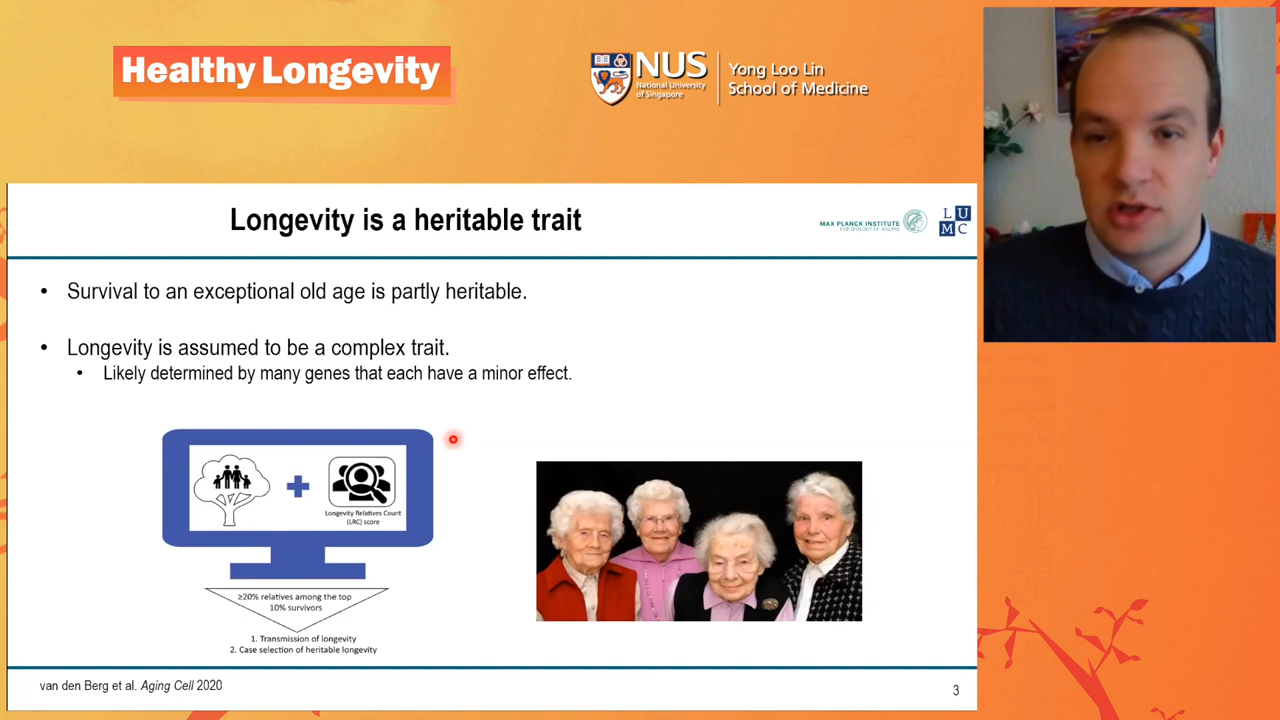 Healthy Longevity
NUS
National University
of Singapore
Yong Loo Lin
School of Medicine
Longevity is a heritable trait
MAX PLANCK INSTITUTE
FOR BIOLOGY OF AGEING
L U
M C
• Survival to an exceptional old age is partly heritable.
• Longevity is assumed to be a complex trait.
• Likely determined by many genes that each have a minor effect.
Longevity Relatives Count
(LRC) score
≥20% relatives among the top
10% survivors
1. Transmission of longevity
2. Case selection of heritable longevity
van den Berg et al. Aging Cell 2020
3